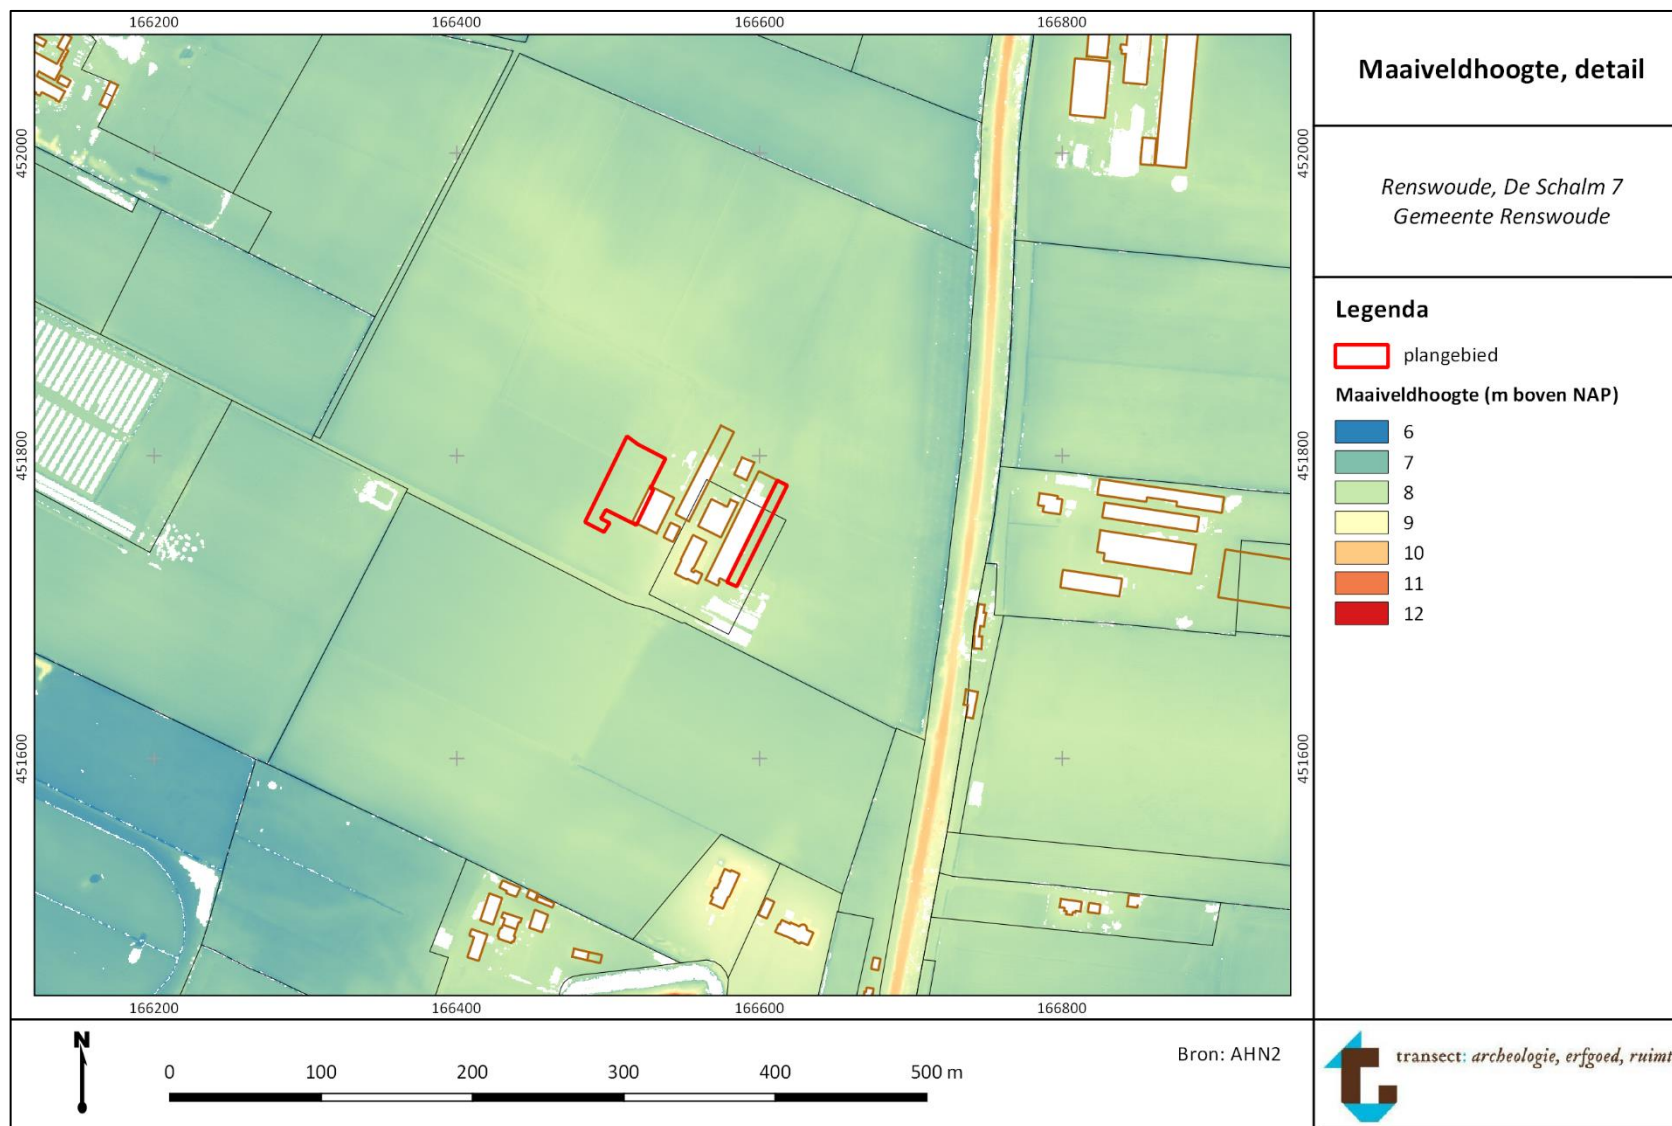 166200 166400 166600 166800
Maaiveldhoogte, detail
452000 452000
Renswoude, De Schalm 7
Gemeente Renswoude
Legenda
plangebied
Maaiveldhoogte (m boven NAP)
6
7
8
9
10
11
12
451800 451800
451600 451600
166200 166400 166600 166800
N
0 100 200 300 400 500 m
Bron: AHN2
transect: archeologie, erfgoed, ruimt